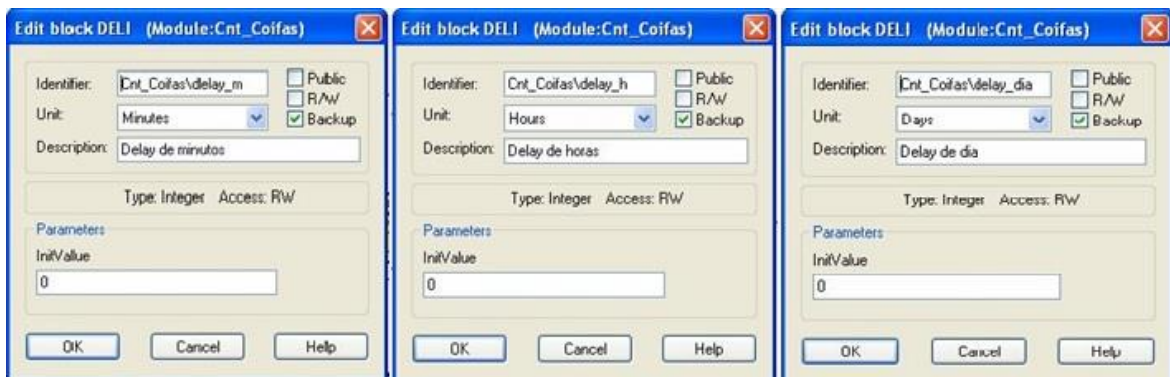 Edit block DELI (Module:Cnt_Coifas)
Identifier: Cnt_Coifas\delay_m Public
R/W
Unit: Minutes Backup
Description: Delay de minutos
Type: Integer Access: RW
Parameters
InitValue
0
OK Cancel Help
Edit block DELI (Module:Cnt_Coifas)
Identifier: Cnt_Coifas\delay_h Public
R/W
Unit: Hours Backup
Description: Delay de horas
Type: Integer Access: RW
Parameters
InitValue
0
OK Cancel Help
Edit block DELI (Module:Cnt_Coifas)
Identifier: Cnt_Coifas\delay_dia Public
R/W
Unit: Days Backup
Description: Delay de dia
Type: Integer Access: RW
Parameters
InitValue
0
OK Cancel Help